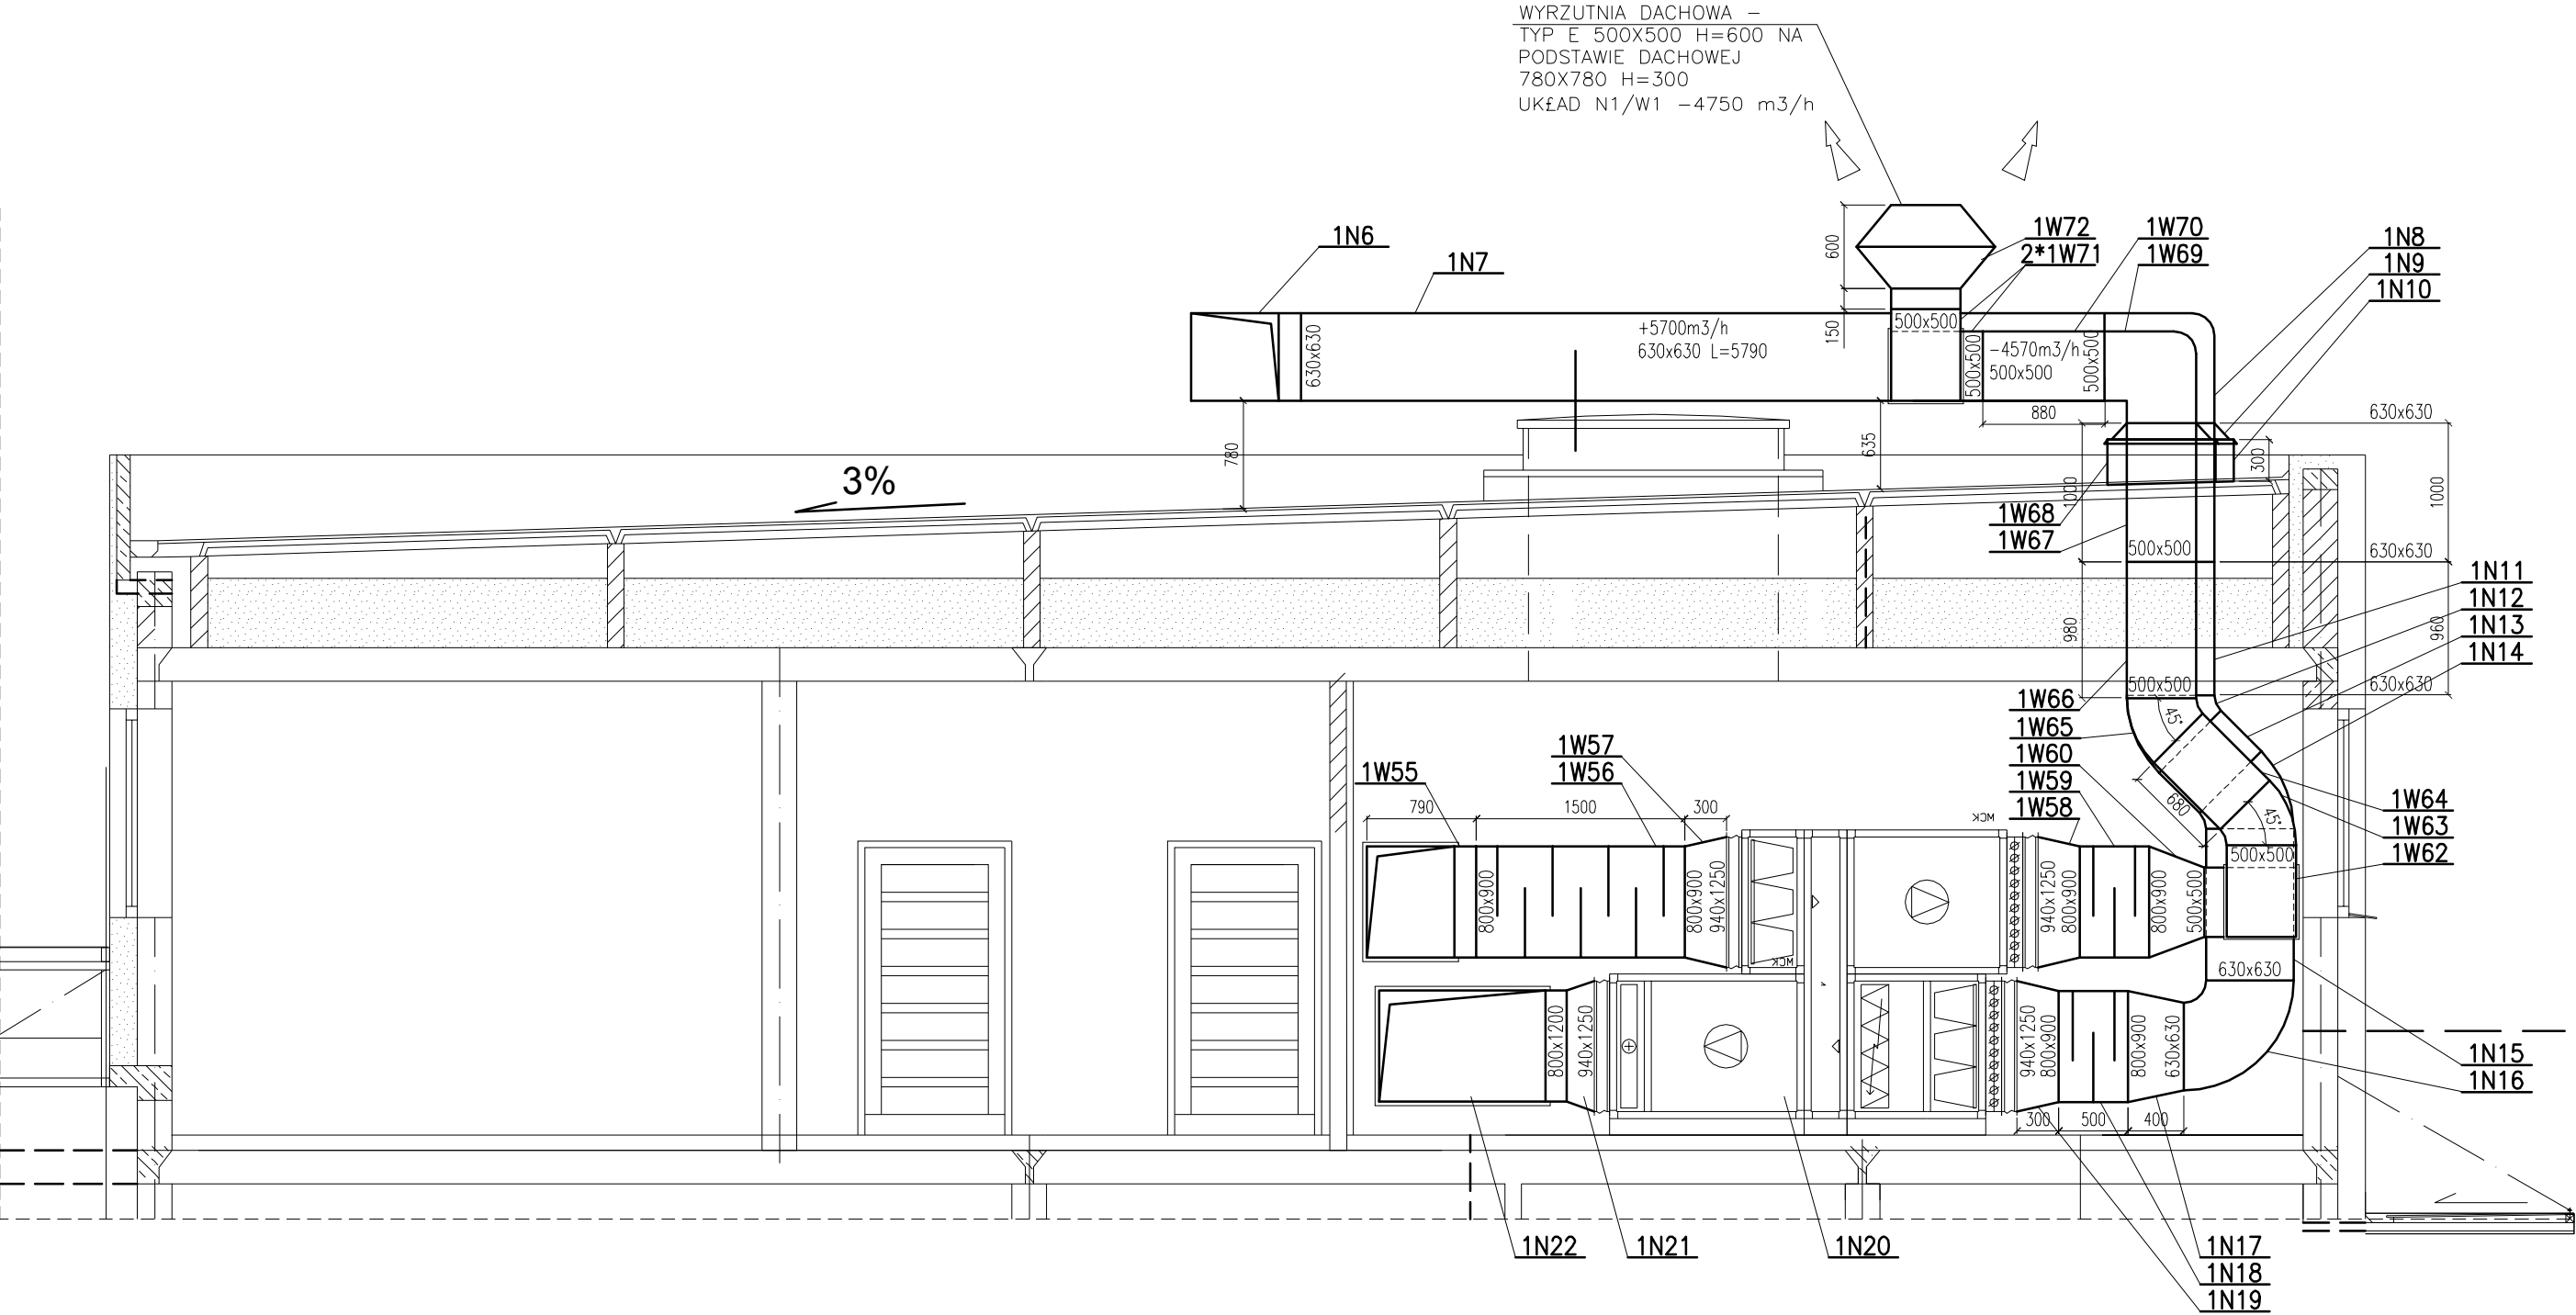 WYRZUTNIA DACHOWA –
TYP E 500X500 H=600 NA
PODSTAWIE DACHOWEJ
780X780 H=300
UK£AD N1/W1 –4750 m3/h
1N6
1N7
1W72
2*1W71
1W70
1W69
1N8
1N9
1N10
600
150
500x500
630x630
+5700m3/h
630x630 L=5790
500x500
–4570m3/h
500x500
500x500
880
630x630
780
635
300
1000
1000
3%
1W68
1W67
500x500
630x630
1N11
1N12
1N13
1N14
980
960
500x500
630x630
1W66
1W65
1W60
1W59
1W58
45°
680
45°
1W57
1W56
1W55
790
1500
300
1W64
1W63
1W62
500x500
800x900
800x900
940x1250
940x1250
800x900
800x900
500x500
MCK
MCK
630x630
800x1200
940x1250
940x1250
800x900
800x900
630x630
300
500
400
1N15
1N16
1N22
1N21
1N20
1N17
1N18
1N19